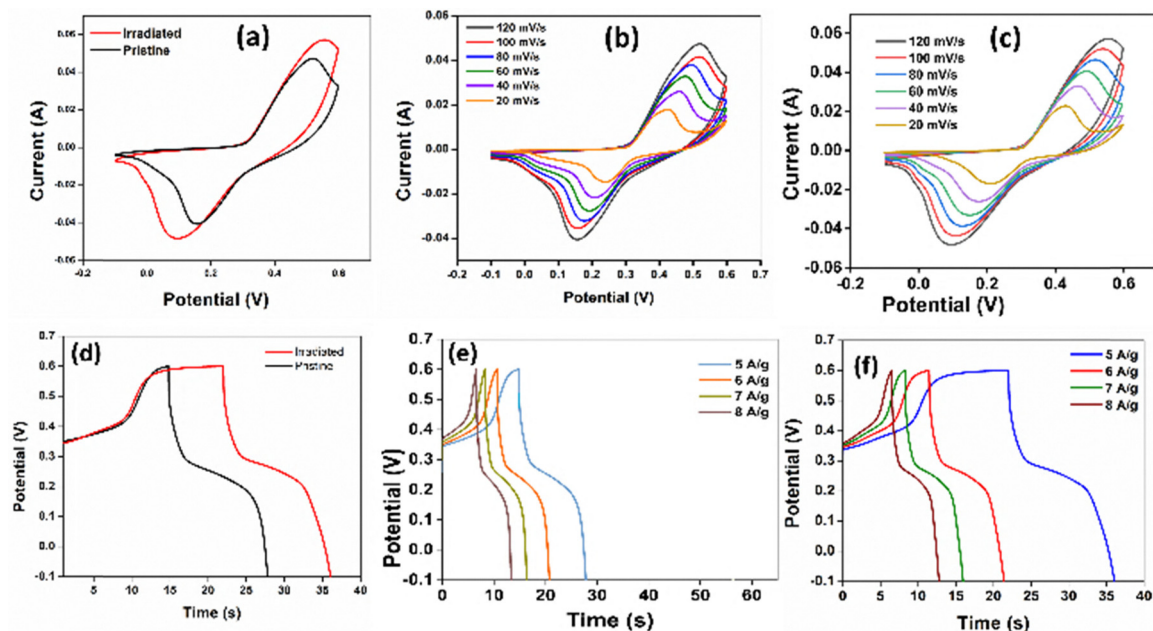 (a)
Irradiated
Pristine
Current (A)
0.06
0.04
0.02
0.00
-0.02
-0.04
-0.06
0.0
0.2
0.4
0.6
Potential (V)
(b)
120 mV/s
100 mV/s
80 mV/s
60 mV/s
40 mV/s
20 mV/s
Current (A)
0.06
0.04
0.02
0.00
-0.02
-0.04
-0.1 0.0 0.1 0.2 0.3 0.4 0.5 0.6 0.7
Potential (V)
(c)
120 mV/s
100 mV/s
80 mV/s
60 mV/s
40 mV/s
20 mV/s
Current (A)
0.06
0.04
0.02
0.00
-0.02
-0.04
-0.06
-0.2 0.0 0.2 0.4 0.6
Potential (V)
(d)
Irradiated
Pristine
Potential (V)
0.7
0.6
0.5
0.4
0.3
0.2
0.1
0.0
-0.1
5 10 15 20 25 30 35 40
Time (s)
(e)
5 A/g
6 A/g
7 A/g
8 A/g
Potential (V)
0.7
0.6
0.5
0.4
0.3
0.2
0.1
0.0
-0.1
0 10 20 30 40 50 60
Time (s)
(f)
5 A/g
6 A/g
7 A/g
8 A/g
Potential (V)
0.7
0.6
0.5
0.4
0.3
0.2
0.1
0.0
-0.1
0 5 10 15 20 25 30 35 40
Time (s)